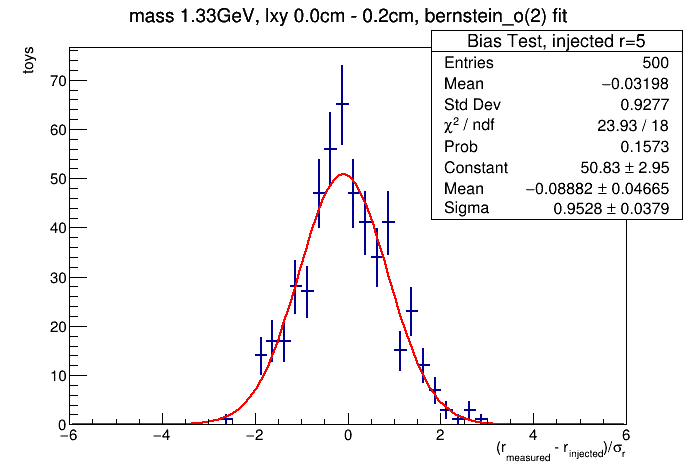 mass 1.33GeV, lxy 0.0cm - 0.2cm, bernstein_o(2) fit
Bias Test, injected r=5
Entries 500
Mean −0.03198
Std Dev 0.9277
χ² / ndf 23.93 / 18
Prob 0.1573
Constant 50.83 ± 2.95
Mean −0.08882 ± 0.04665
Sigma 0.9528 ± 0.0379
toys
70
60
50
40
30
20
10
0
−6 −4 −2 0 2 4 6
(r_measured - r_injected)/σ_r